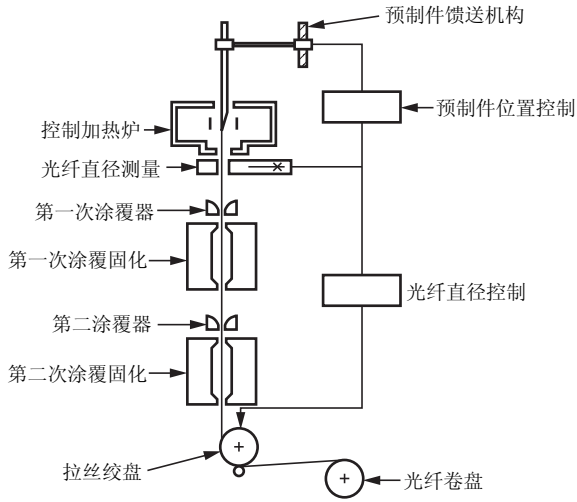 预制件馈送机构
预制件位置控制
控制加热炉
光纤直径测量
第一次涂覆器
第一次涂覆固化
光纤直径控制
第二涂覆器
第二次涂覆固化
拉丝绞盘
光纤卷盘